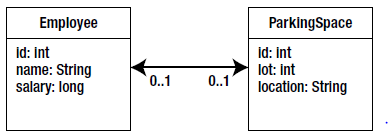 Employee
id: int
name: String
salary: long
0..1
0..1
ParkingSpace
id: int
lot: int
location: String
.